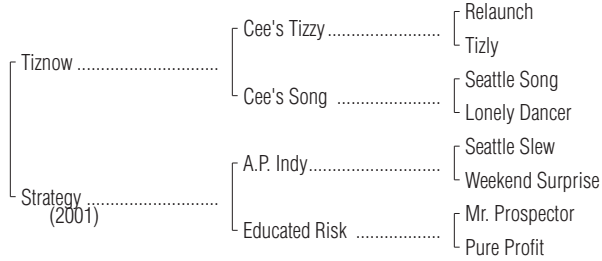 Relaunch
Cee's Tizzy ........................
Tizly
Tiznow ..............................
Seattle Song
Cee's Song ......................
Lonely Dancer
Seattle Slew
A.P. Indy............................
Weekend Surprise
Strategy ............................
(2001)
Mr. Prospector
Educated Risk ..................
Pure Profit